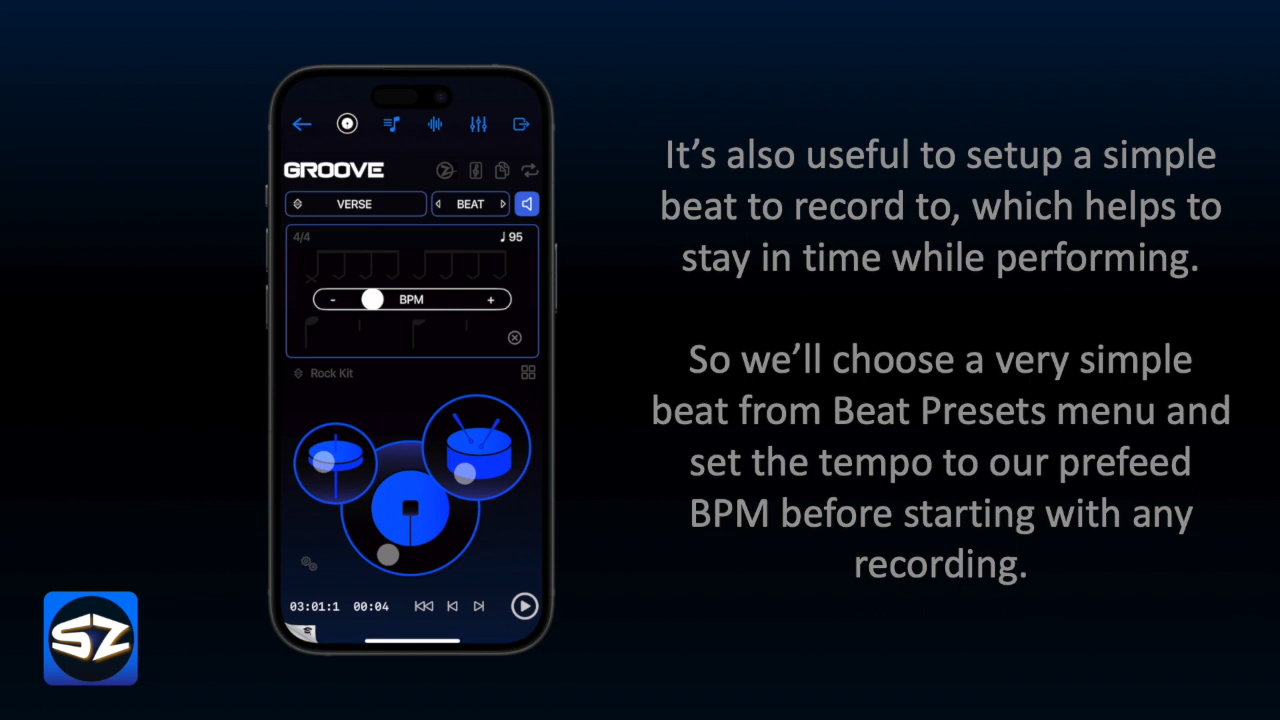 GROOVE
VERSE
BEAT
4/4
♩ 95
- BPM +
Rock Kit
03:01:1 00:04
SZ
It's also useful to setup a simple
beat to record to, which helps to
stay in time while performing.
So we'll choose a very simple
beat from Beat Presets menu and
set the tempo to our prefeed
BPM before starting with any
recording.